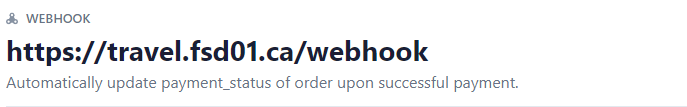 WEBHOOK
https://travel.fsd01.ca/webhook
Automatically update payment_status of order upon successful payment.